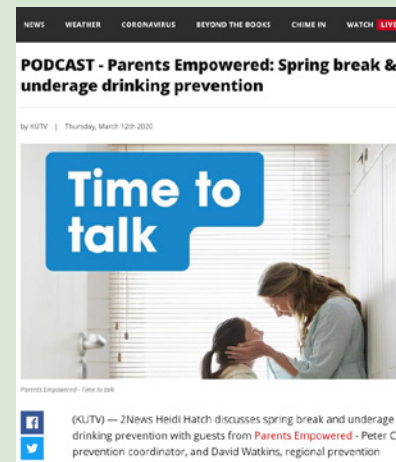 NEWS WEATHER CORONAVIRUS BEYOND THE BOOKS CHIME IN WATCH LIVE
PODCAST - Parents Empowered: Spring break &
underage drinking prevention
by KUTV | Thursday, March 12th 2020
Time to
talk
Parents Empowered - Time to talk
(KUTV) — 2News Heidi Hatch discusses spring break and underage
drinking prevention with guests from Parents Empowered - Peter C
prevention coordinator, and David Watkins, regional prevention